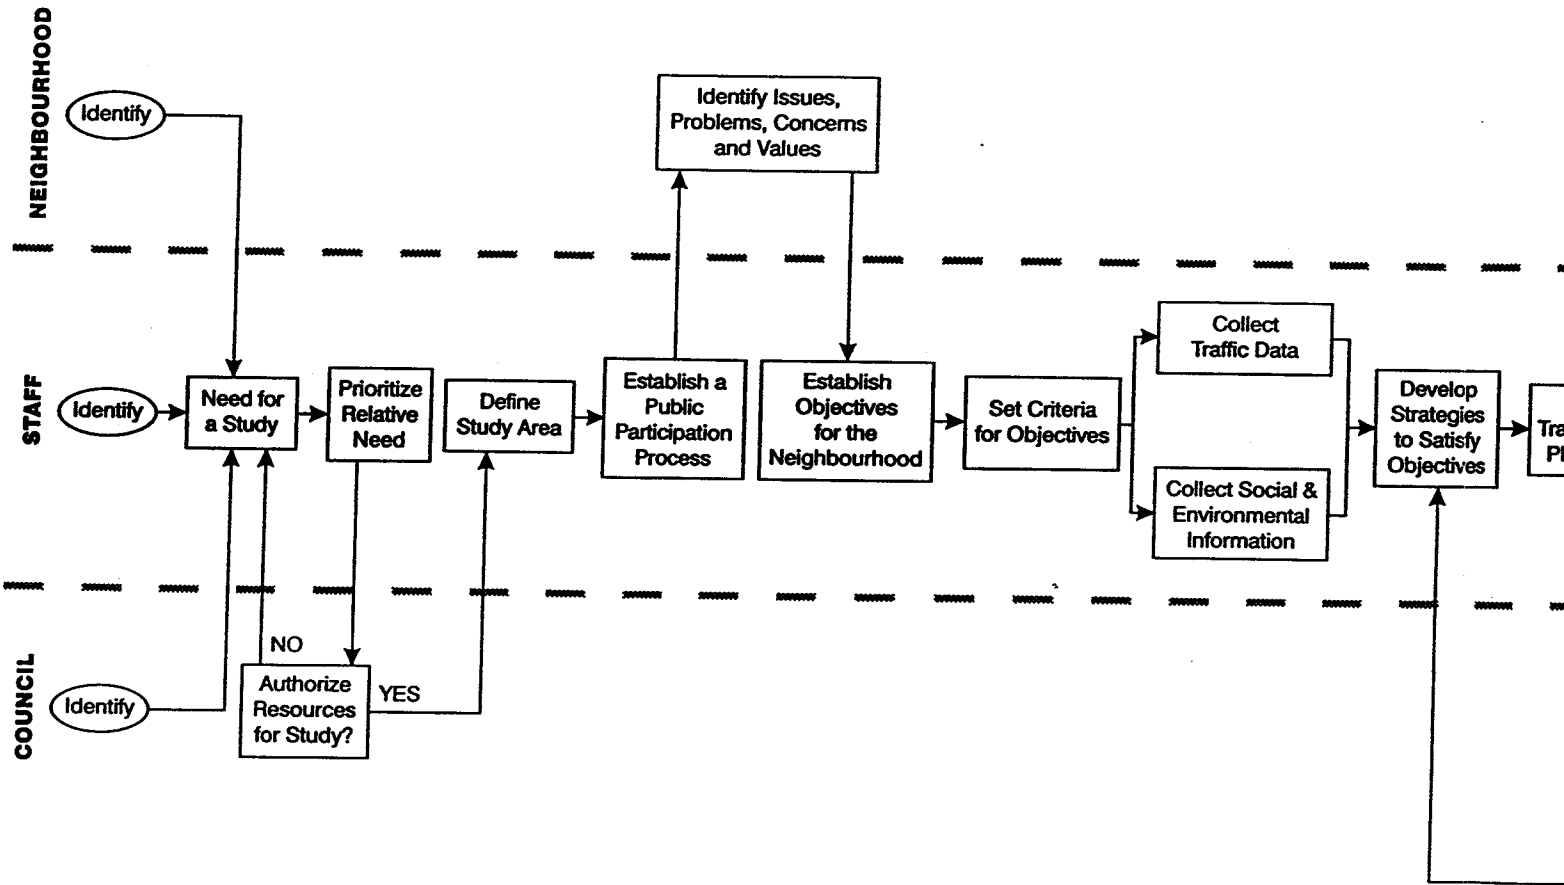 NEIGHBOURHOOD
Identify
Identify Issues,
Problems, Concerns
and Values
STAFF
Identify
Need for
a Study
Prioritize
Relative
Need
Define
Study Area
Establish a
Public
Participation
Process
Establish
Objectives
for the
Neighbourhood
Set Criteria
for Objectives
Collect
Traffic Data
Collect Social &
Environmental
Information
Develop
Strategies
to Satisfy
Objectives
COUNCIL
Identify
NO
Authorize
Resources
for Study?
YES